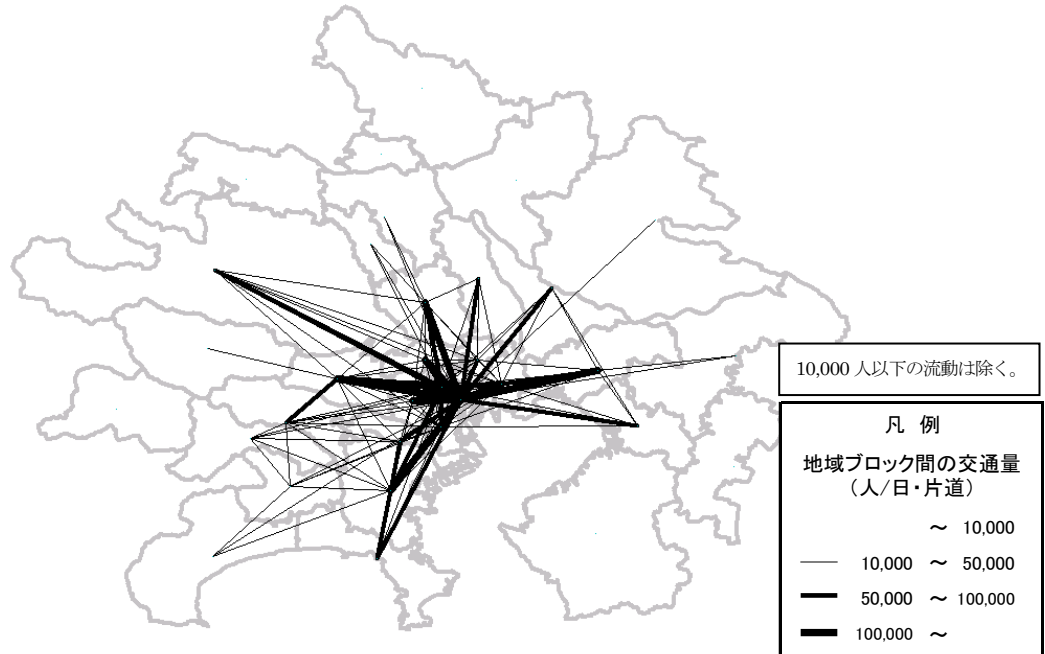 10,000 人以下の流動は除く。
凡 例
地域ブロック間の交通量
(人/日・片道)
～ 10,000
10,000 ～ 50,000
50,000 ～ 100,000
100,000 ～